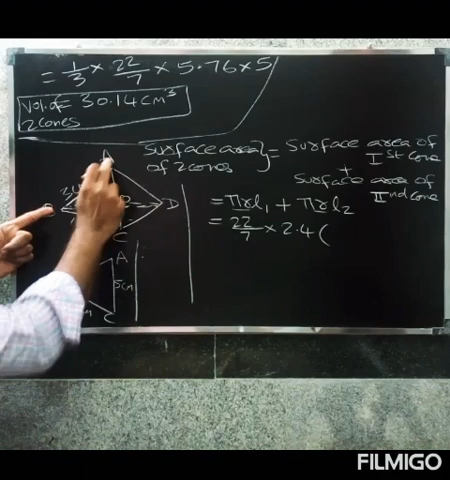 = 1/3 × 22/7 × 5.76 × 5
Vol. of = 30.14 cm³
2 cones
Surface area of 2 cones } = Surface area of Ist cone
+
Surface area of IInd cone
= πrl₁ + πrl₂
= 22/7 × 2.4 (
D
C
A
5cm
C
FILMIGO